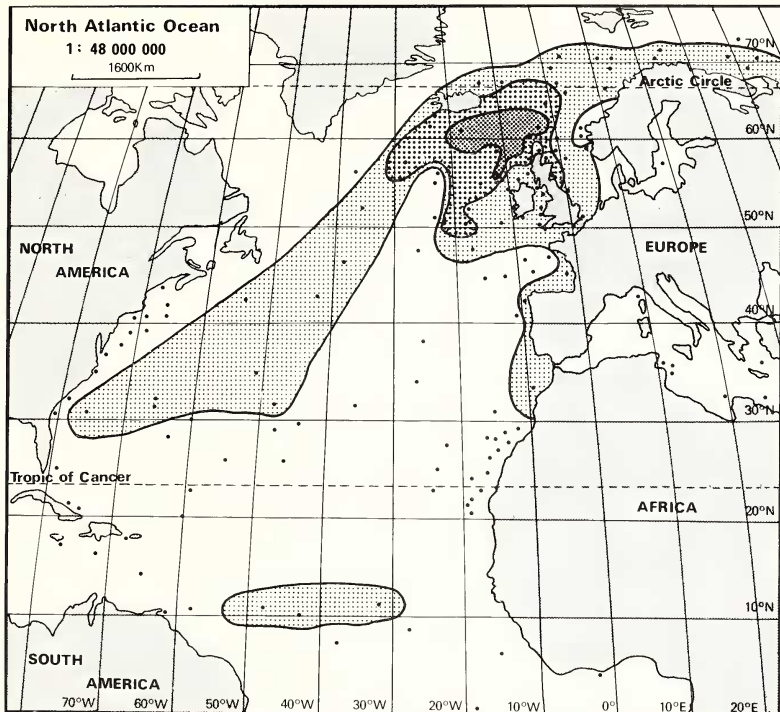 North Atlantic Ocean
1: 48 000 000
1600Km
70°N
Arctic Circle
60°N
50°N
NORTH
AMERICA
EUROPE
40°N
30°N
Tropic of Cancer
AFRICA
20°N
10°N
SOUTH
AMERICA
70°W 60°W 50°W 40°W 30°W 20°W 10°W 0° 10°E 20°E